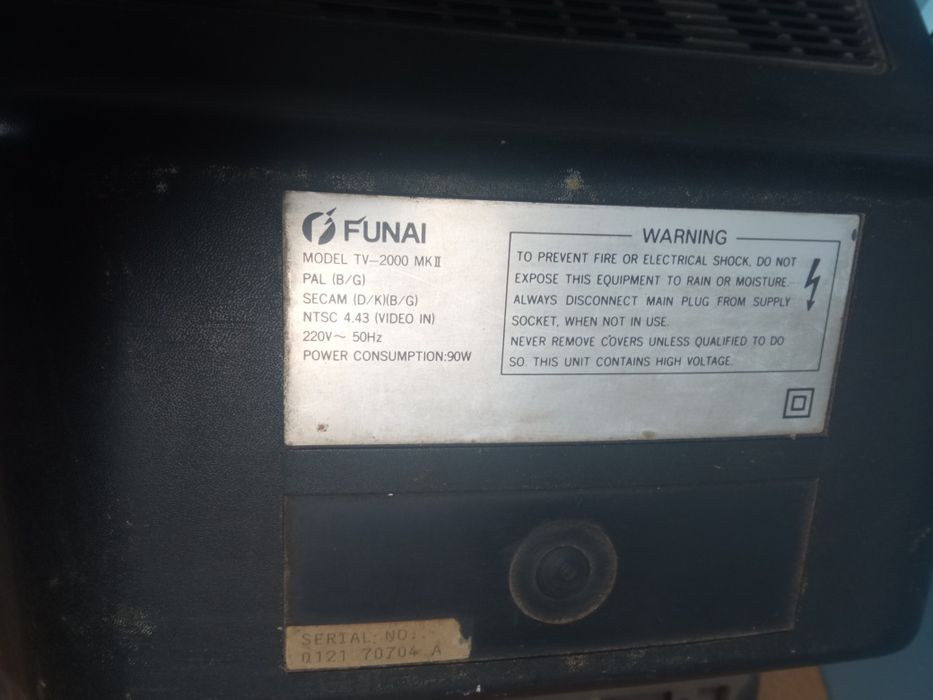 FUNAI
MODEL TV-2000 MKⅡ
PAL (B/G)
SECAM (D/K)(B/G)
NTSC 4.43 (VIDEO IN)
220V~ 50Hz
POWER CONSUMPTION:90W
WARNING
TO PREVENT FIRE OR ELECTRICAL SHOCK, DO NOT
EXPOSE THIS EQUIPMENT TO RAIN OR MOISTURE.
ALWAYS DISCONNECT MAIN PLUG FROM SUPPLY
SOCKET, WHEN NOT IN USE.
NEVER REMOVE COVERS UNLESS QUALIFIED TO DO
SO. THIS UNIT CONTAINS HIGH VOLTAGE.
SERIAL NO.
Q121 70704 A